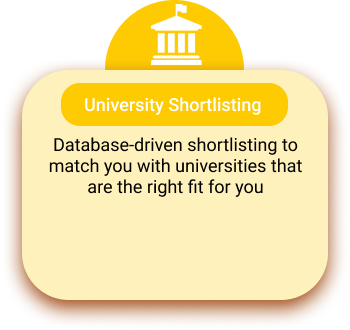 University Shortlisting
Database-driven shortlisting to
match you with universities that
are the right fit for you